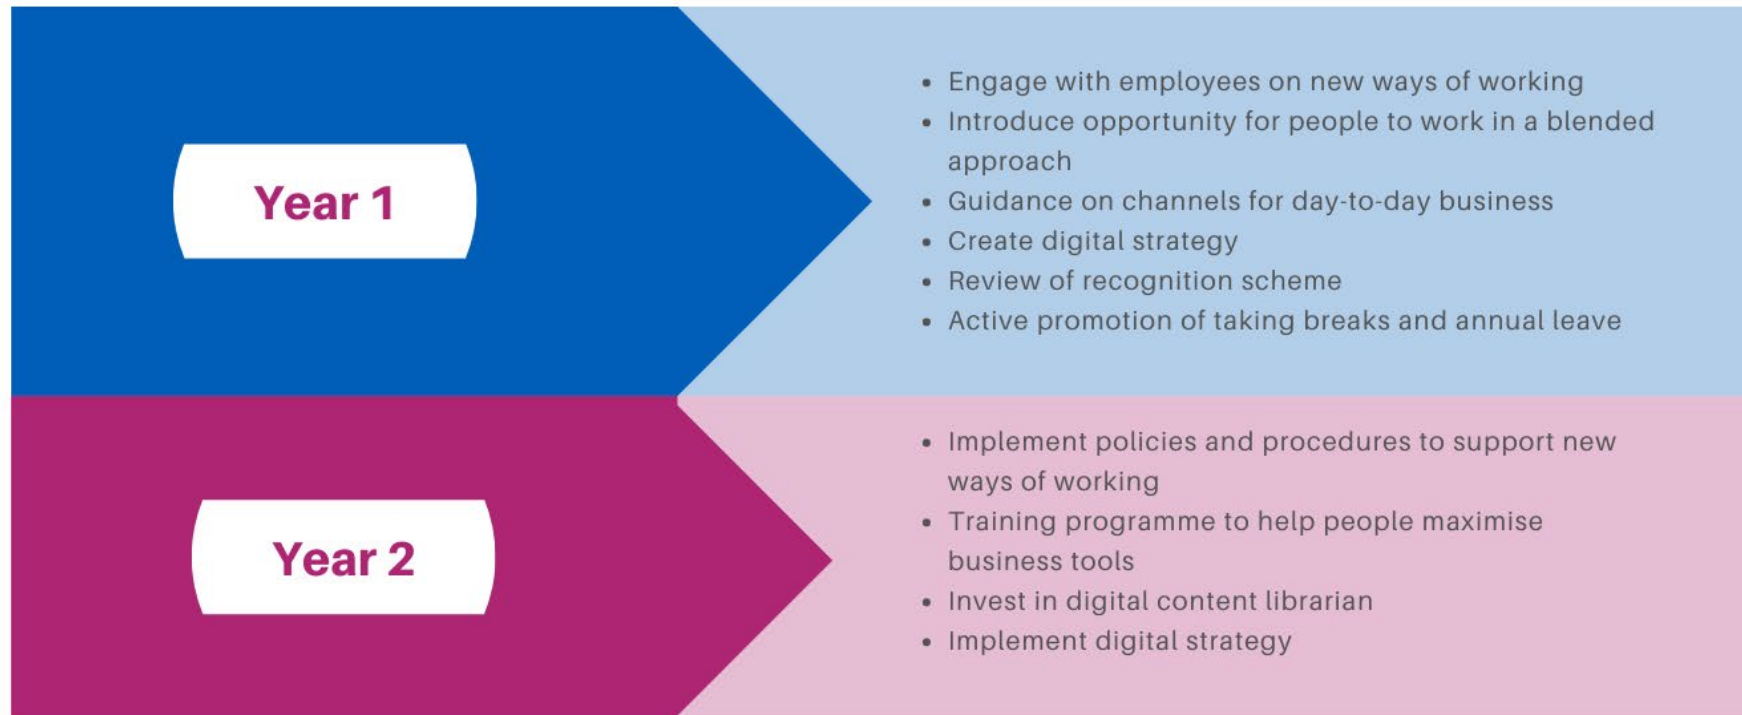 Year 1
• Engage with employees on new ways of working
• Introduce opportunity for people to work in a blended
approach
• Guidance on channels for day-to-day business
• Create digital strategy
• Review of recognition scheme
• Active promotion of taking breaks and annual leave
Year 2
• Implement policies and procedures to support new
ways of working
• Training programme to help people maximise
business tools
• Invest in digital content librarian
• Implement digital strategy